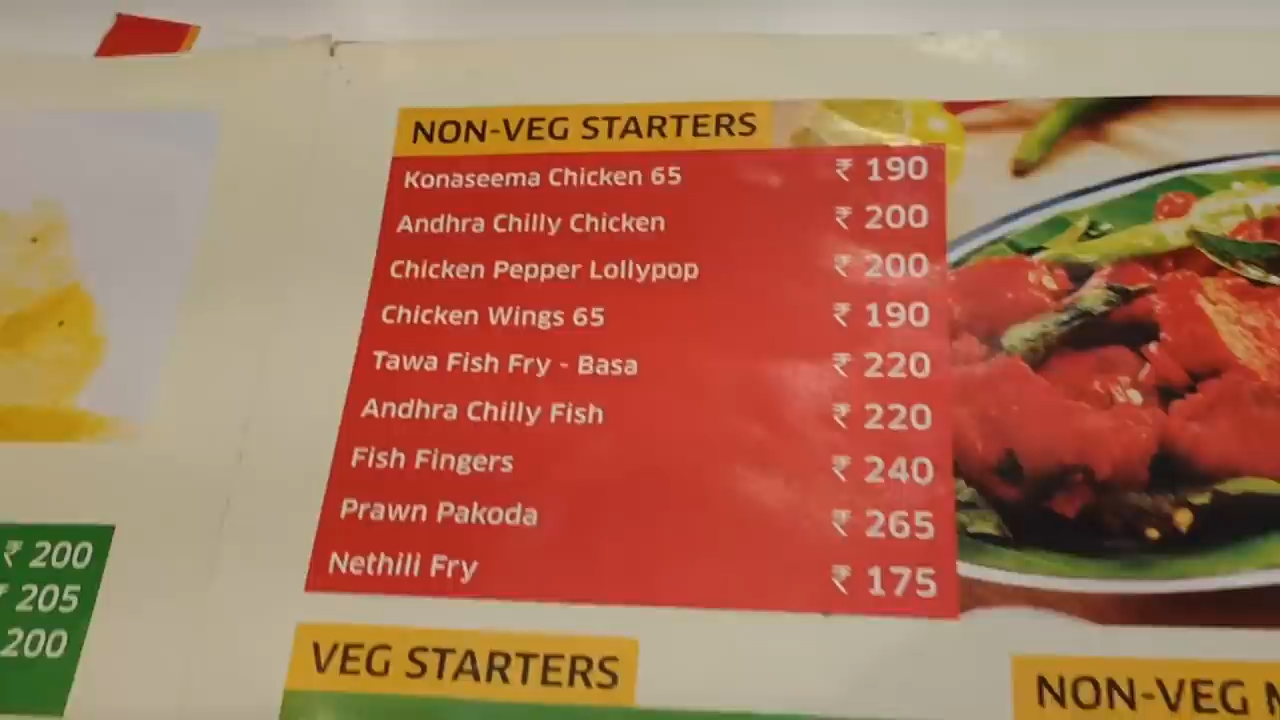 NON-VEG STARTERS
Konaseema Chicken 65 ₹ 190
Andhra Chilly Chicken ₹ 200
Chicken Pepper Lollypop ₹ 200
Chicken Wings 65 ₹ 190
Tawa Fish Fry - Basa ₹ 220
Andhra Chilly Fish ₹ 220
Fish Fingers ₹ 240
Prawn Pakoda ₹ 265
Nethili Fry ₹ 175
₹ 200
₹ 205
200
VEG STARTERS
NON-VEG